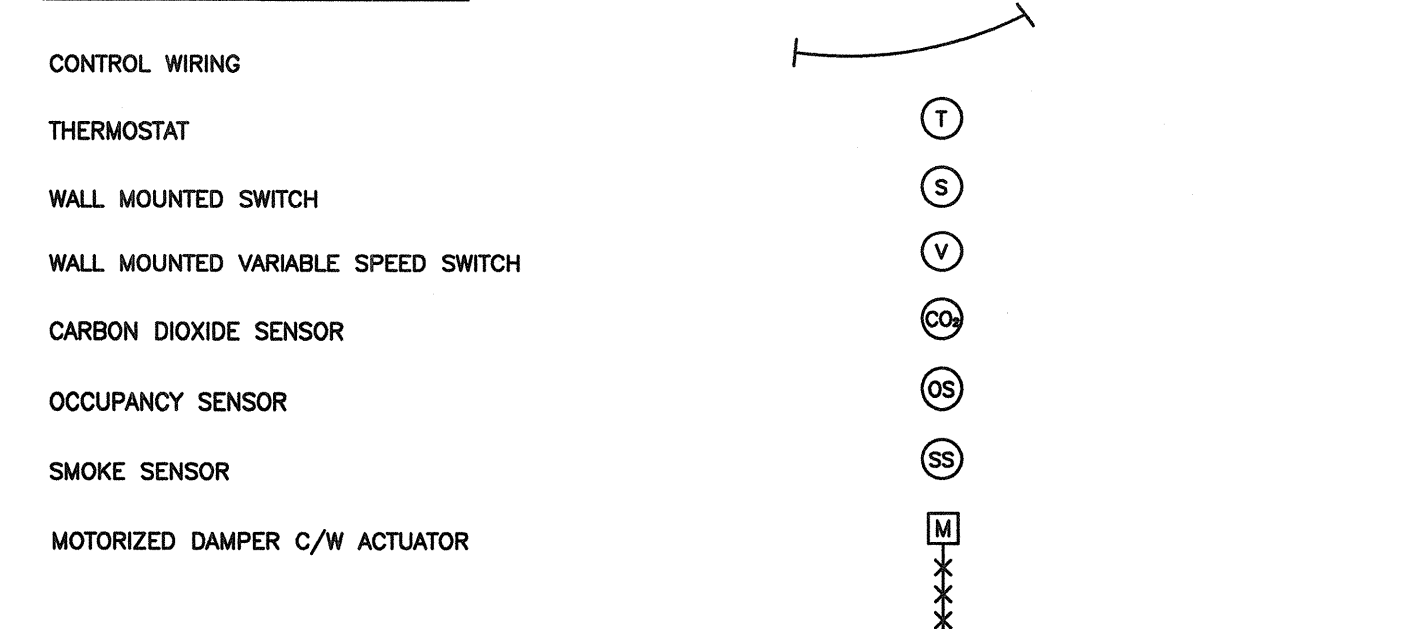 CONTROL WIRING
THERMOSTAT T
WALL MOUNTED SWITCH S
WALL MOUNTED VARIABLE SPEED SWITCH V
CARBON DIOXIDE SENSOR CO₂
OCCUPANCY SENSOR OS
SMOKE SENSOR SS
MOTORIZED DAMPER C/W ACTUATOR M